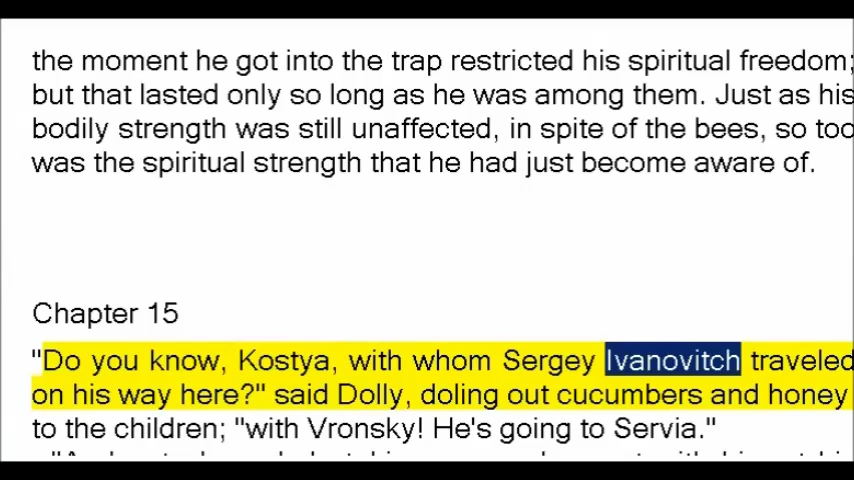 the moment he got into the trap restricted his spiritual freedom;
but that lasted only so long as he was among them. Just as his
bodily strength was still unaffected, in spite of the bees, so too
was the spiritual strength that he had just become aware of.
Chapter 15
"Do you know, Kostya, with whom Sergey Ivanovitch traveled
on his way here?" said Dolly, doling out cucumbers and honey
to the children; "with Vronsky! He's going to Servia."